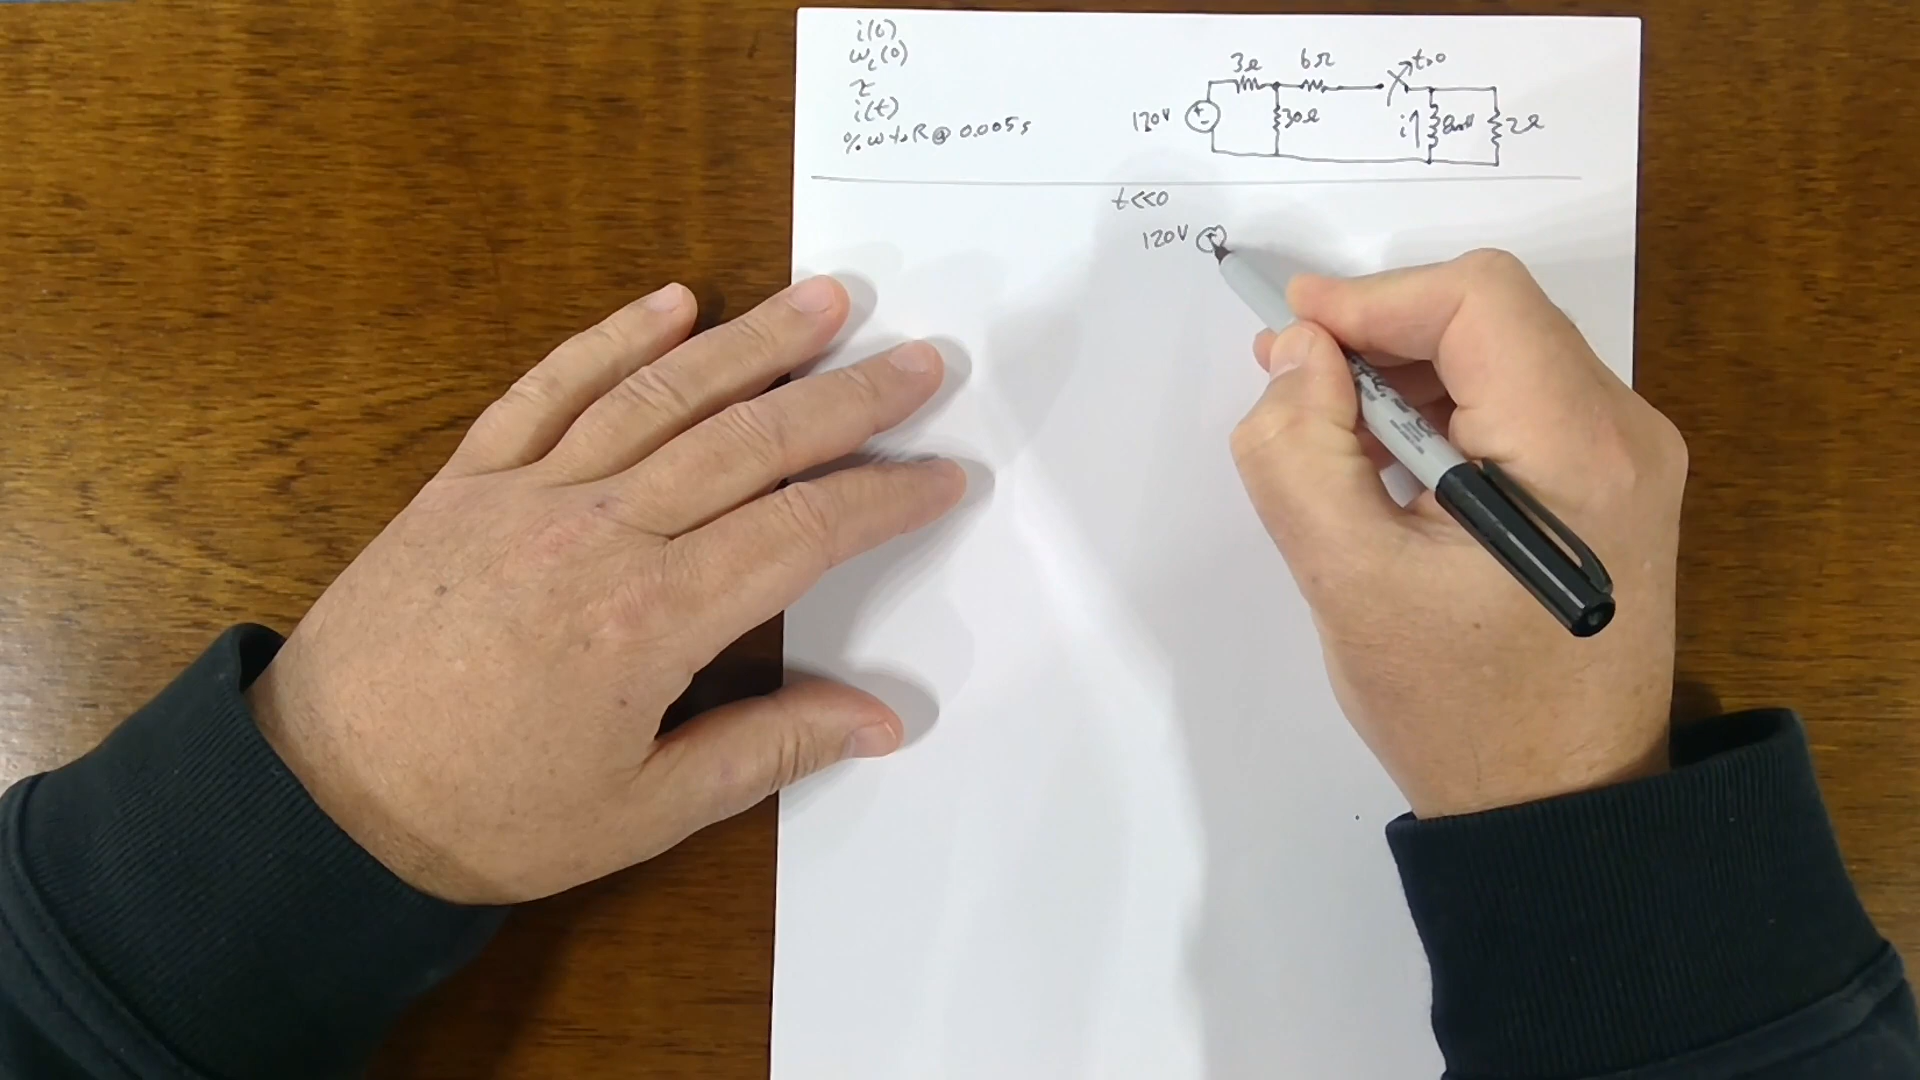 i(0)
w_L(0)
τ
i(t)
% w to R @ 0.005s
3Ω 6Ω t=0
120V + - 30Ω i↑ 8mH 2Ω
t<<0
120V +